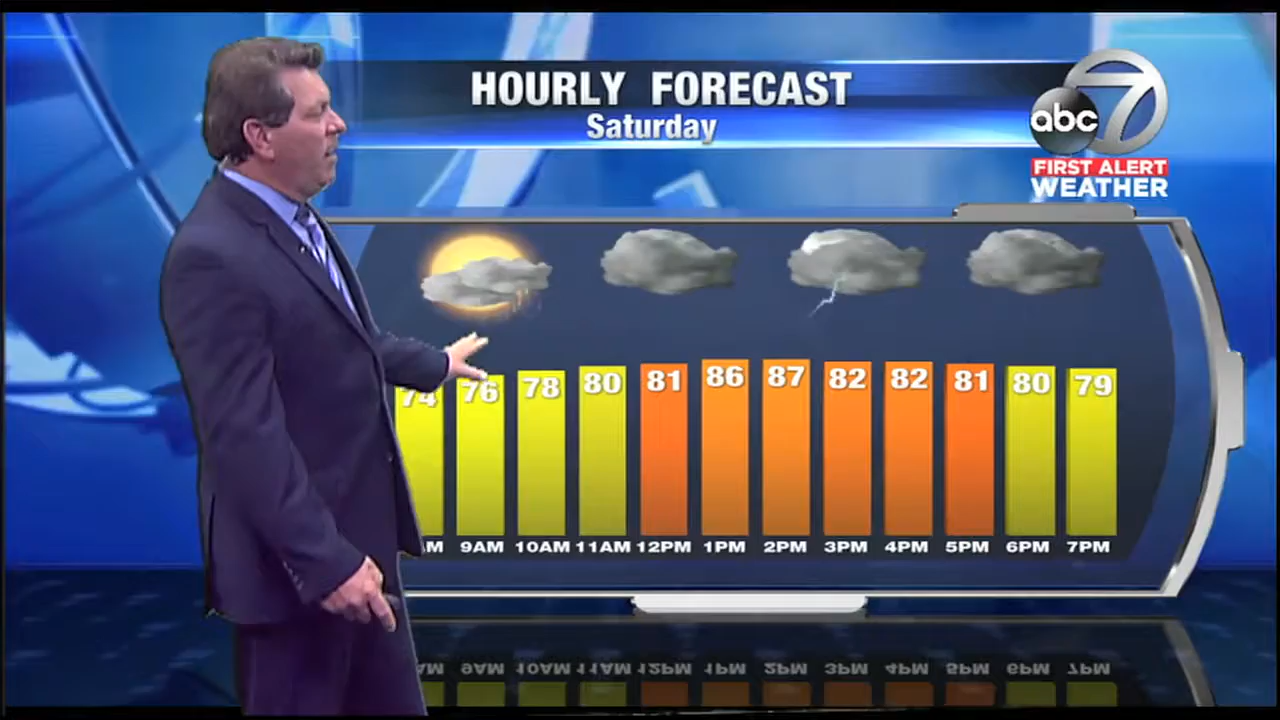 HOURLY FORECAST
Saturday
abc 7
FIRST ALERT
WEATHER
74 76 78 80 81 86 87 82 82 81 80 79
9AM 10AM 11AM 12PM 1PM 2PM 3PM 4PM 5PM 6PM 7PM